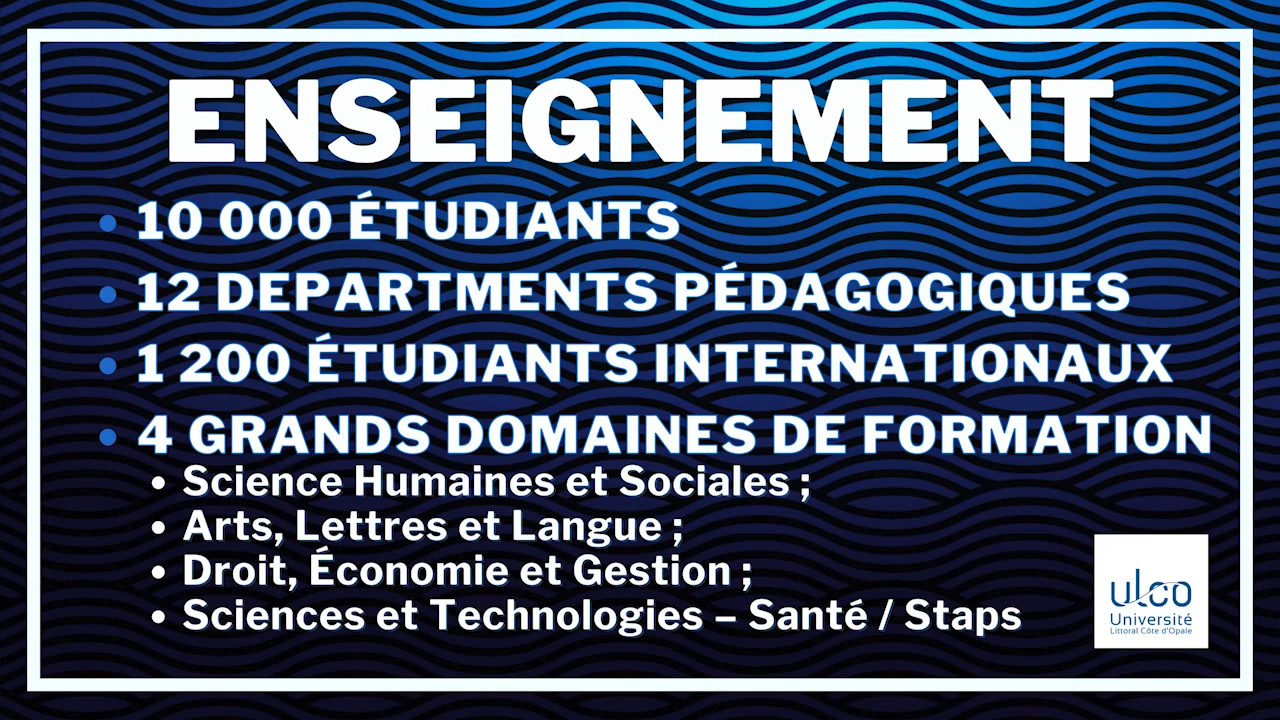 ENSEIGNEMENT
10 000 ÉTUDIANTS
12 DEPARTMENTS PÉDAGOGIQUES
1 200 ÉTUDIANTS INTERNATIONAUX
4 GRANDS DOMAINES DE FORMATION
Science Humaines et Sociales ;
Arts, Lettres et Langue ;
Droit, Économie et Gestion ;
Sciences et Technologies – Santé / Staps
ulco
Université
Littoral Côte d'Opale